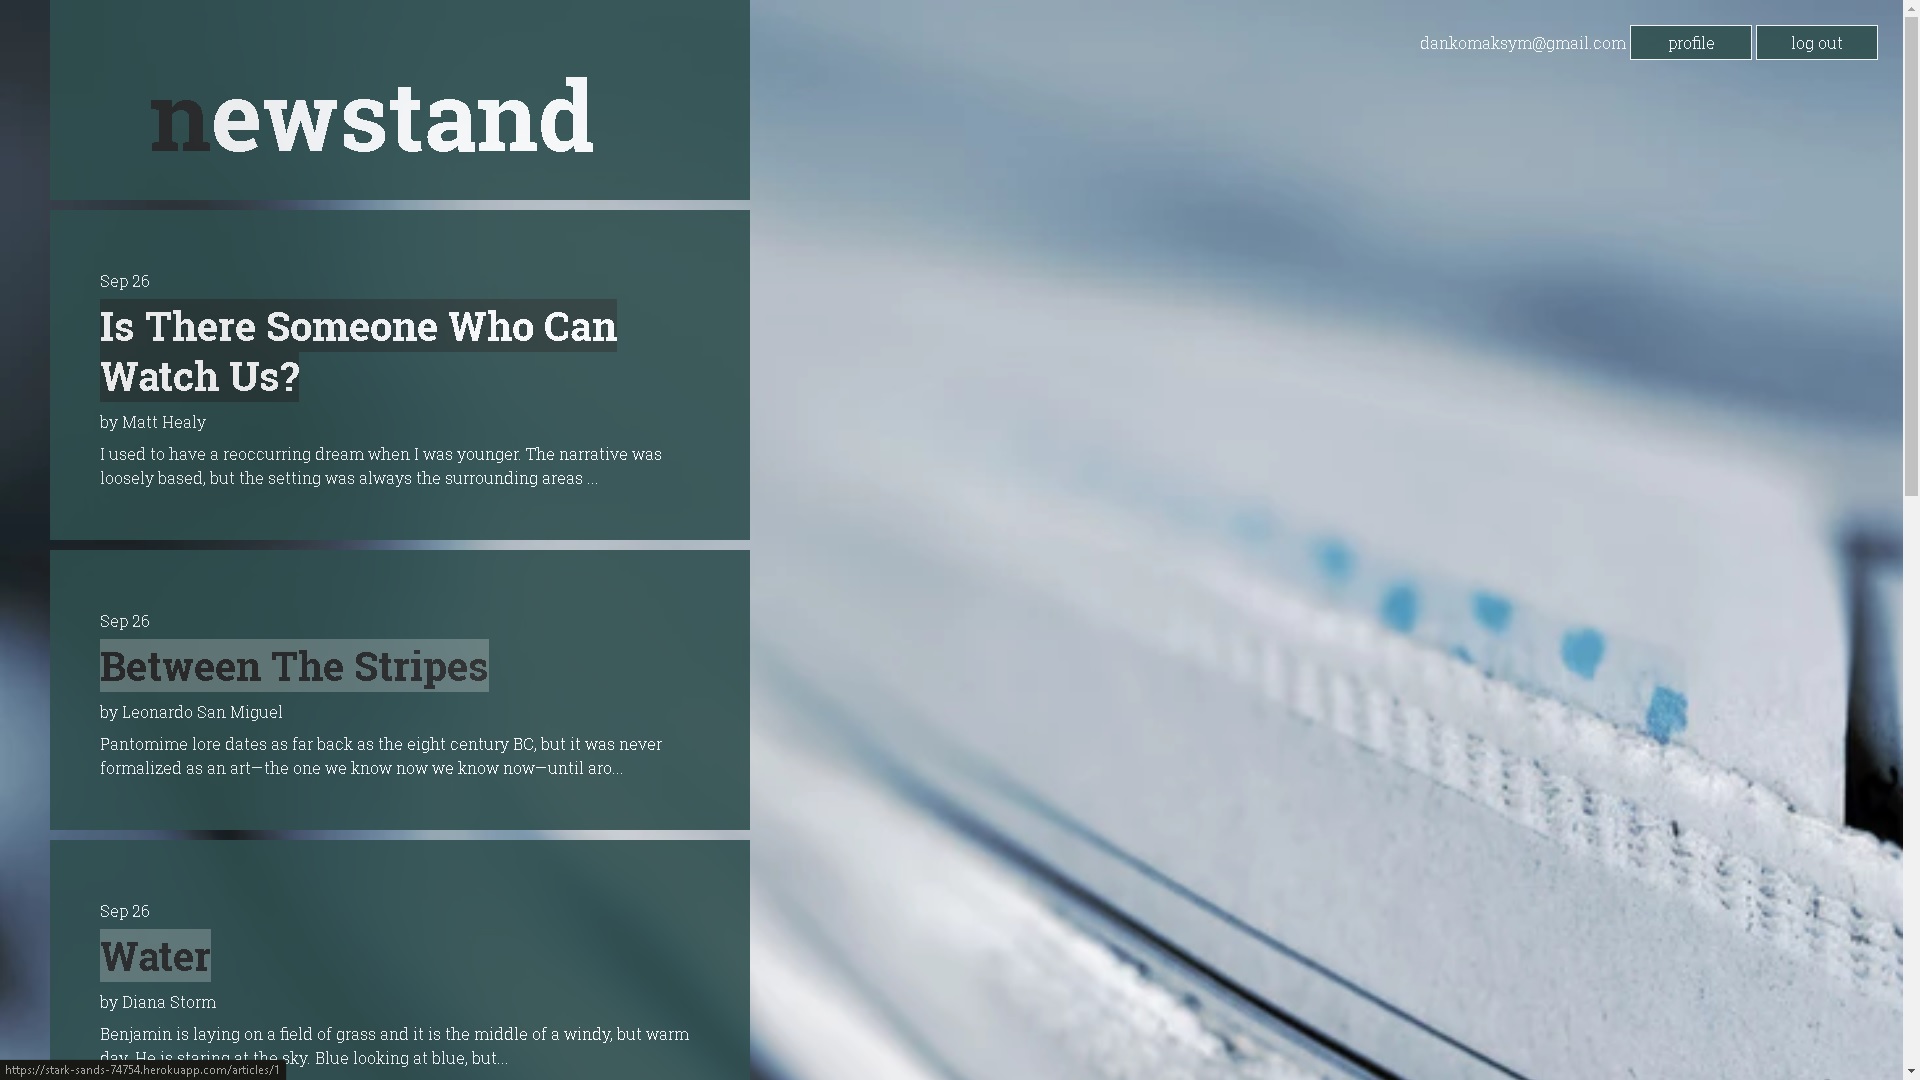 dankomaksym@gmail.com profile log out
newstand
Sep 26
Is There Someone Who Can
Watch Us?
by Matt Healy
I used to have a reoccurring dream when I was younger. The narrative was
loosely based, but the setting was always the surrounding areas ...
Sep 26
Between The Stripes
by Leonardo San Miguel
Pantomime lore dates as far back as the eight century BC, but it was never
formalized as an art—the one we know now we know now—until aro...
Sep 26
Water
by Diana Storm
Benjamin is laying on a field of grass and it is the middle of a windy, but warm
day. He is staring at the sky. Blue looking at blue, but...
https://stark-sands-74754.herokuapp.com/articles/1